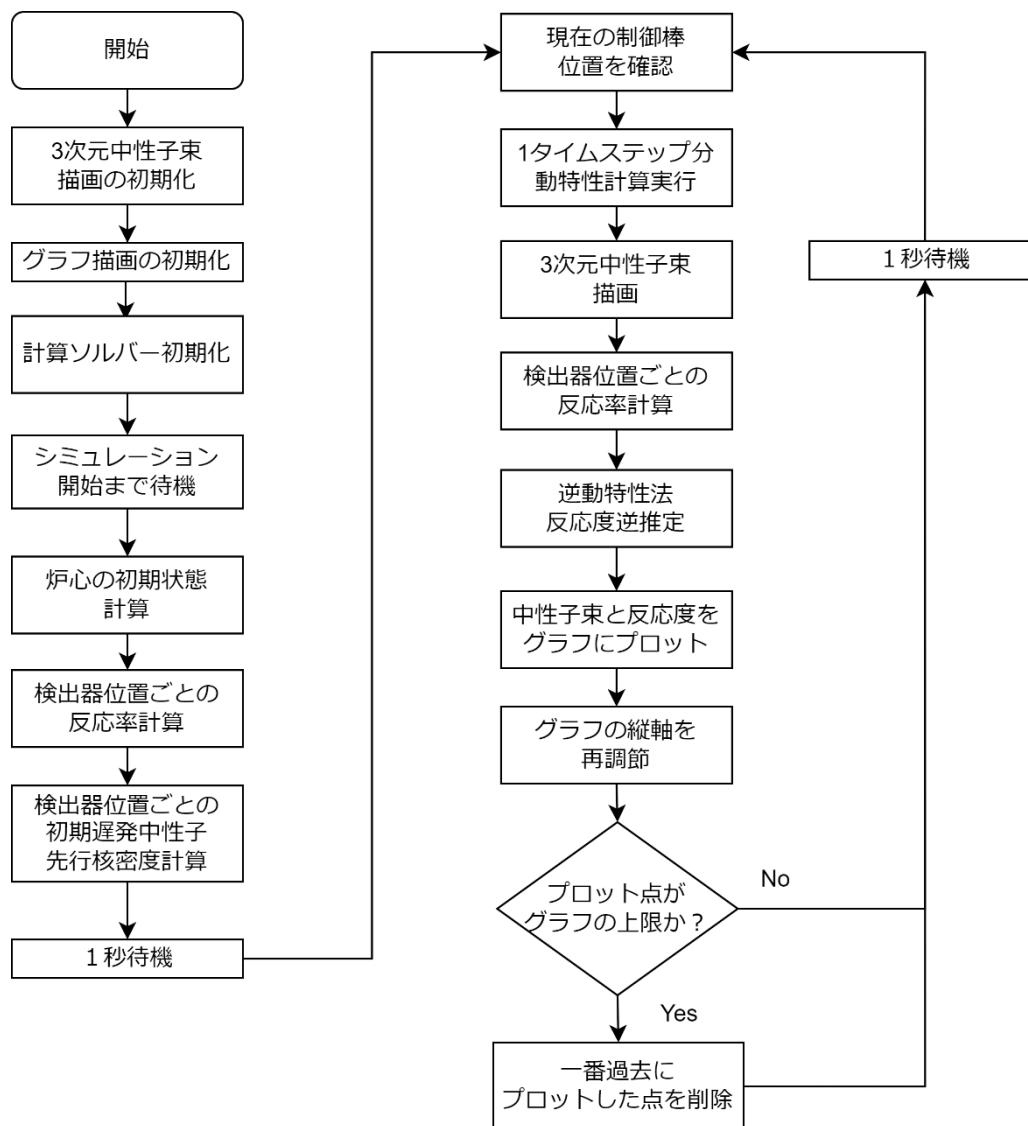 開始
3次元中性子束
描画の初期化
グラフ描画の初期化
計算ソルバー初期化
シミュレーション
開始まで待機
炉心の初期状態
計算
検出器位置ごとの
反応率計算
検出器位置ごとの
初期遅発中性子
先行核密度計算
１秒待機
現在の制御棒
位置を確認
1タイムステップ分
動特性計算実行
3次元中性子束
描画
検出器位置ごとの
反応率計算
逆動特性法
反応度逆推定
中性子束と反応度を
グラフにプロット
グラフの縦軸を
再調節
プロット点が
グラフの上限か？
No
Yes
一番過去に
プロットした点を削除
１秒待機